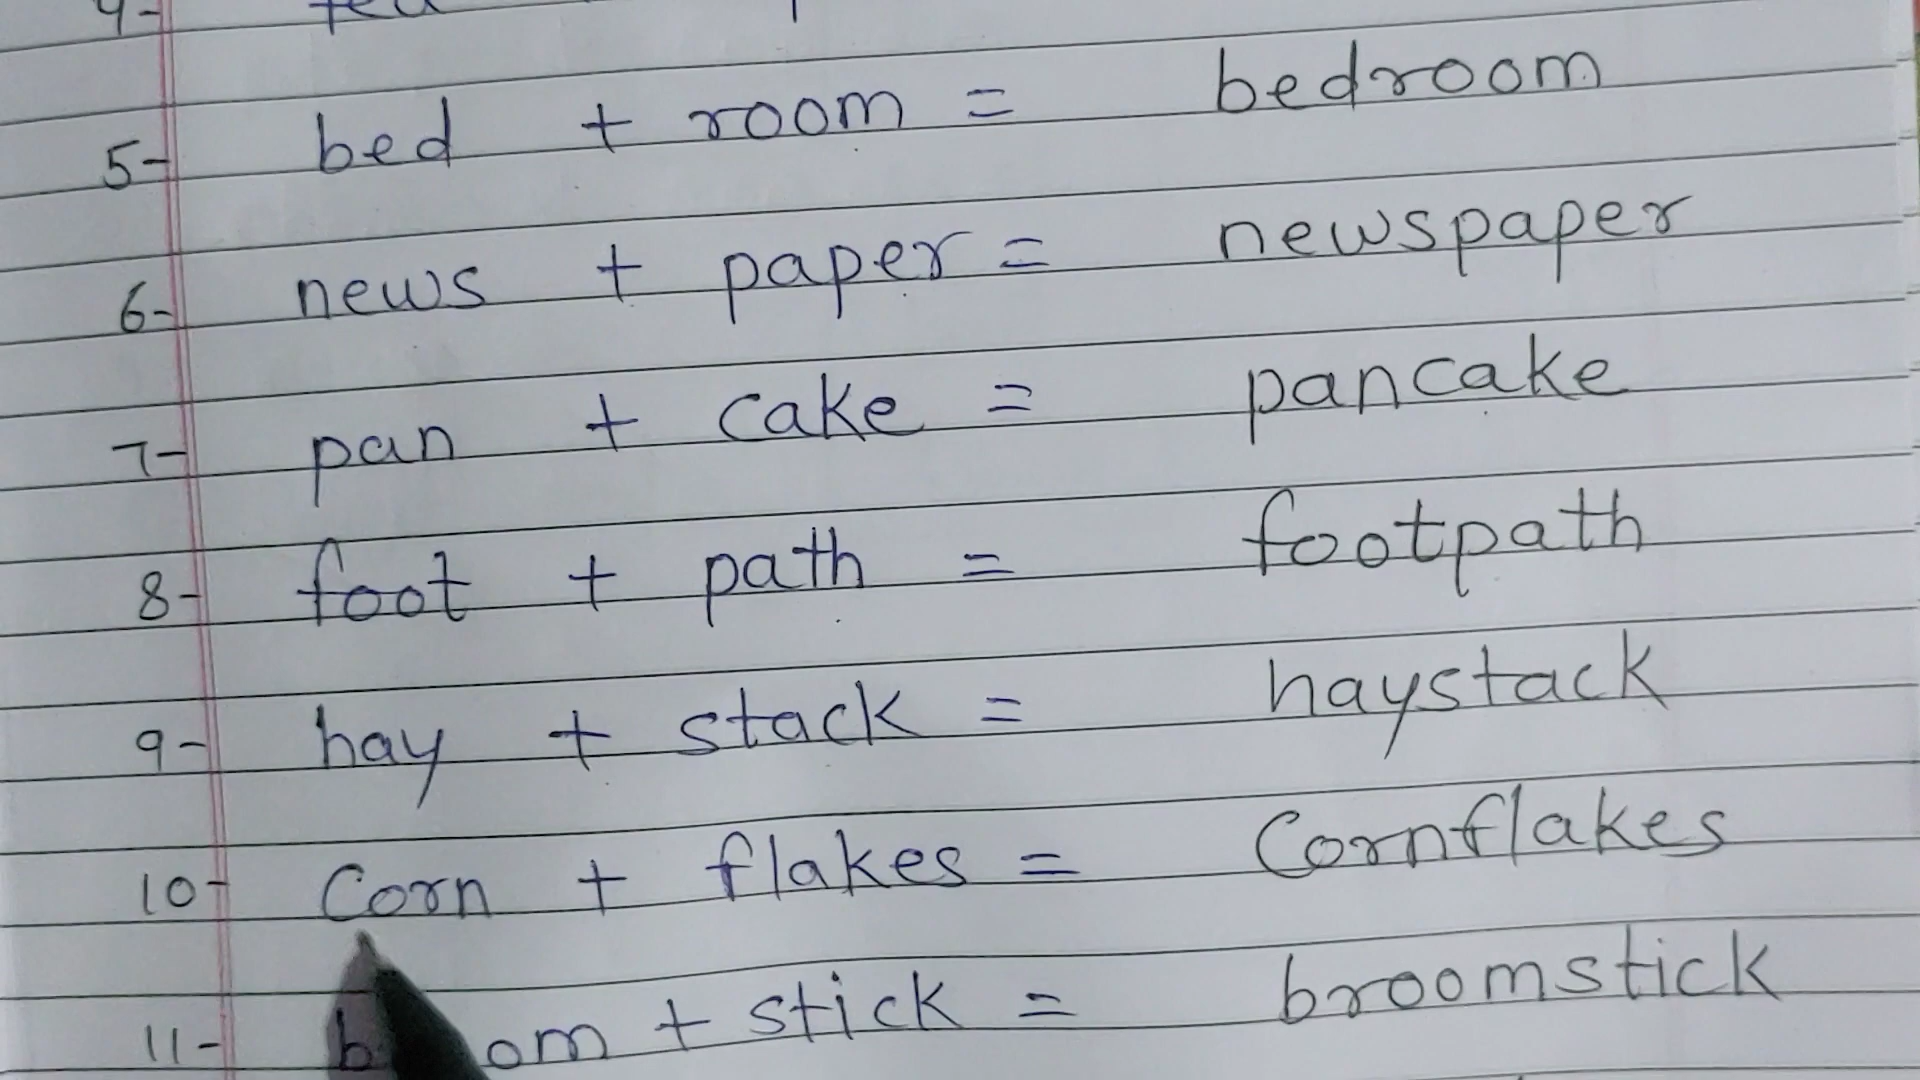 5- bed + room = bedroom
6- news + paper = newspaper
7- pan + cake = pancake
8- foot + path = footpath
9- hay + stack = haystack
10- Corn + flakes = Cornflakes
11- + stick = broomstick